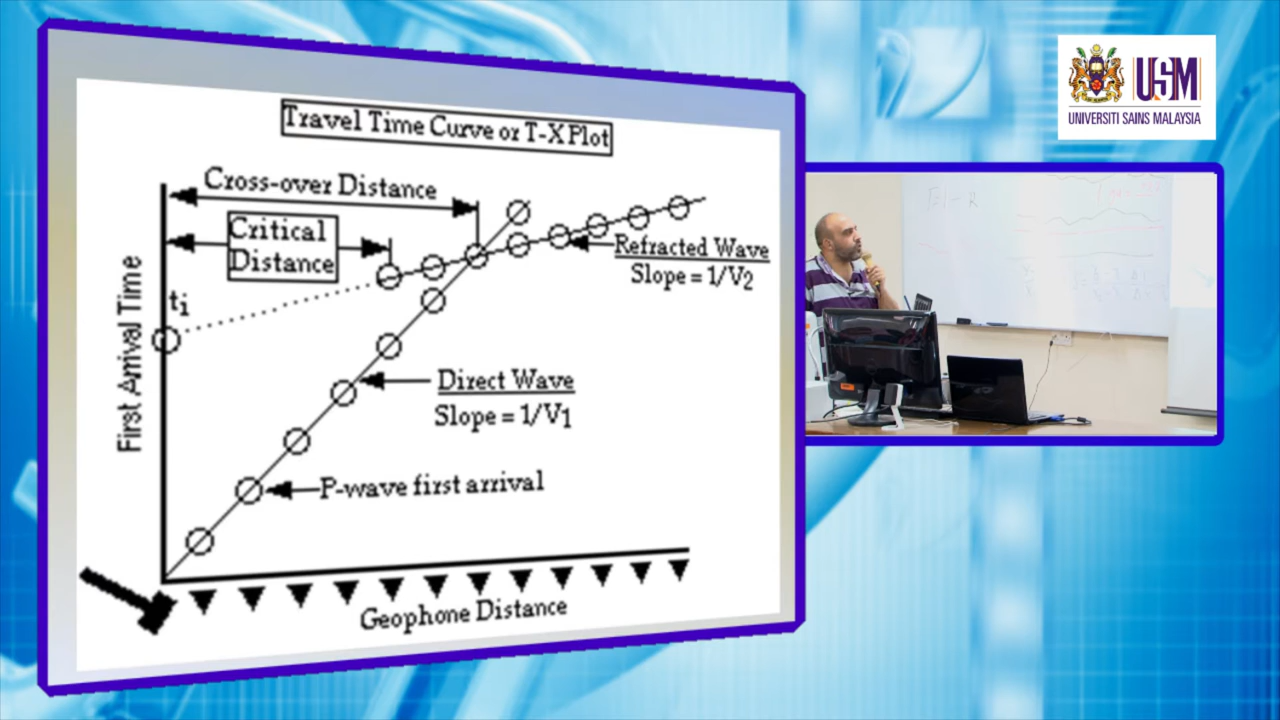 Travel Time Curve or T-X Plot
Cross-over Distance
Critical
Distance
ti
First Arrival Time
Refracted Wave
Slope = 1/V2
Direct Wave
Slope = 1/V1
P-wave first arrival
Geophone Distance
USM
UNIVERSITI SAINS MALAYSIA